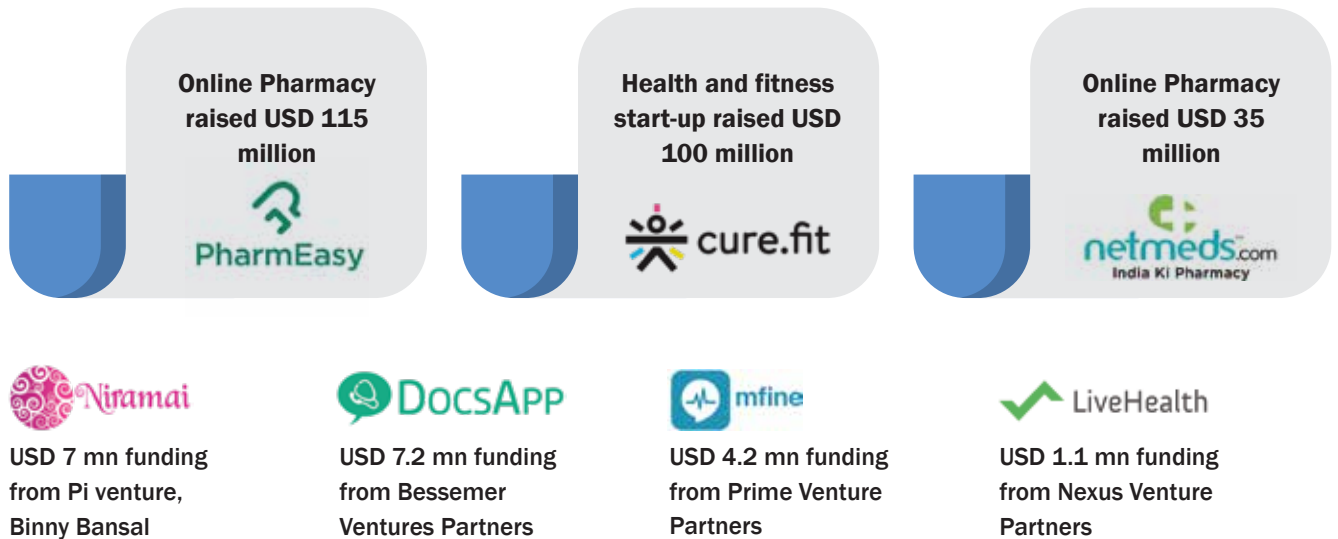 Online Pharmacy
raised USD 115
million
PharmEasy
Health and fitness
start-up raised USD
100 million
cure.fit
Online Pharmacy
raised USD 35
million
netmeds.com
India Ki Pharmacy
Niramai
USD 7 mn funding
from Pi venture,
Binny Bansal
DocsApp
USD 7.2 mn funding
from Bessemer
Ventures Partners
mfine
USD 4.2 mn funding
from Prime Venture
Partners
LiveHealth
USD 1.1 mn funding
from Nexus Venture
Partners